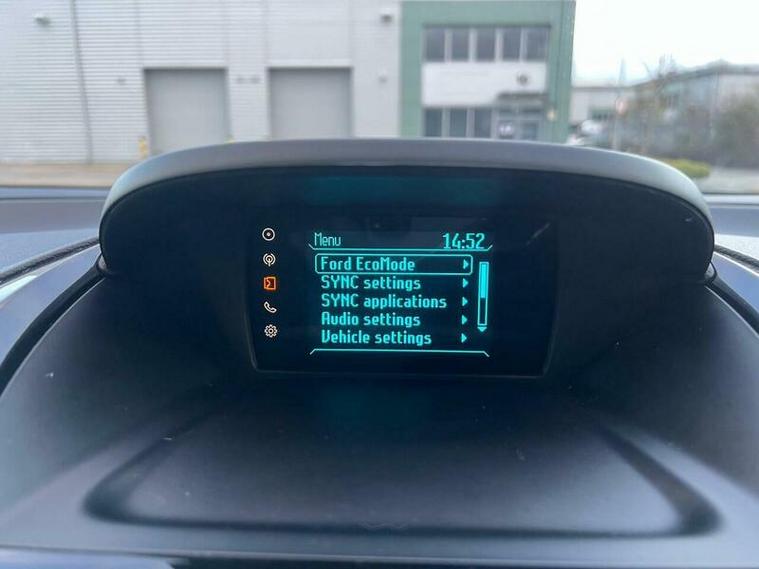 Menu 14:52
Ford EcoMode
SYNC settings
SYNC applications
Audio settings
Vehicle settings